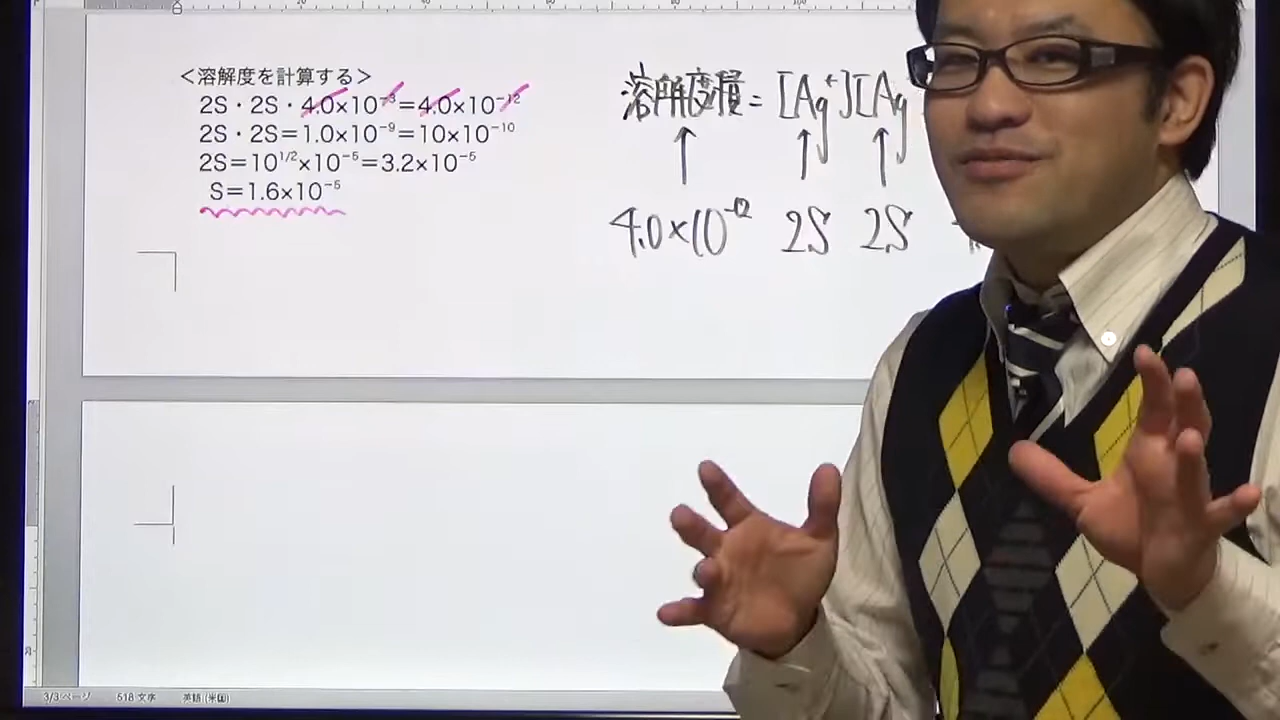 <溶解度を計算する>
2S・2S・4.0×10⁻³=4.0×10⁻¹²
2S・2S=1.0×10⁻⁹=10×10⁻¹⁰
2S=10¹/²×10⁻⁵=3.2×10⁻⁵
S=1.6×10⁻⁵
溶解度積=[Ag⁺][Ag
4.0×10⁻¹² 2S 2S
3/3ページ 518文字 英語(米国)